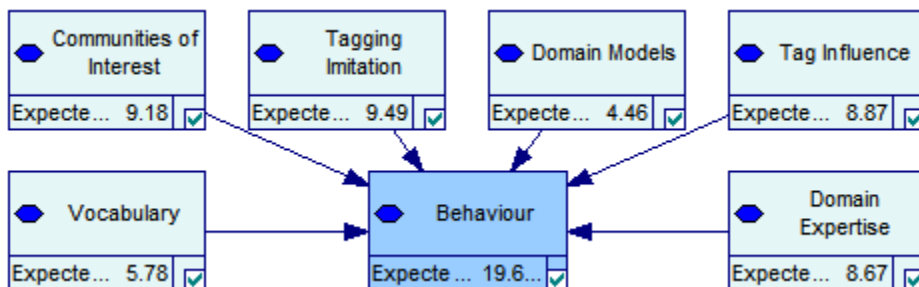 Communities of
Interest
Expecte... 9.18
Tagging
Imitation
Expecte... 9.49
Domain Models
Expecte... 4.46
Tag Influence
Expecte... 8.87
Vocabulary
Expecte... 5.78
Behaviour
Expecte ... 19.6...
Domain
Expertise
Expecte... 8.67